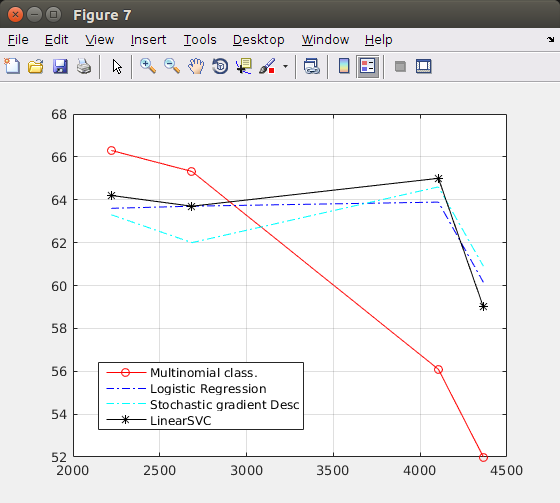 Figure 7
File Edit View Insert Tools Desktop Window Help
68
66
64
62
60
58
56
54
52
Multinomial class.
Logistic Regression
Stochastic gradient Desc
LinearSVC
2000 2500 3000 3500 4000 4500